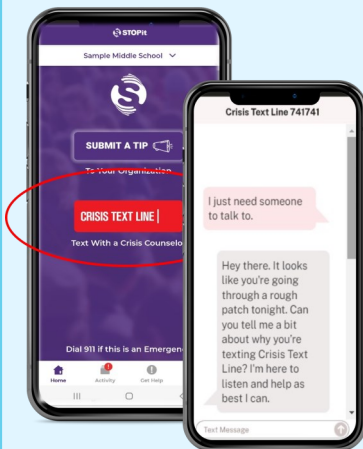 STOPit
Sample Middle School
SUBMIT A TIP
To Your Organization
CRISIS TEXT LINE
Text With a Crisis Counselo
Dial 911 if this is an Emergen
Home
Activity
Get Help
Crisis Text Line 741741
I just need someone
to talk to.
Hey there. It looks
like you're going
through a rough
patch tonight. Can
you tell me a bit
about why you're
texting Crisis Text
Line? I'm here to
listen and help as
best I can.
Text Message